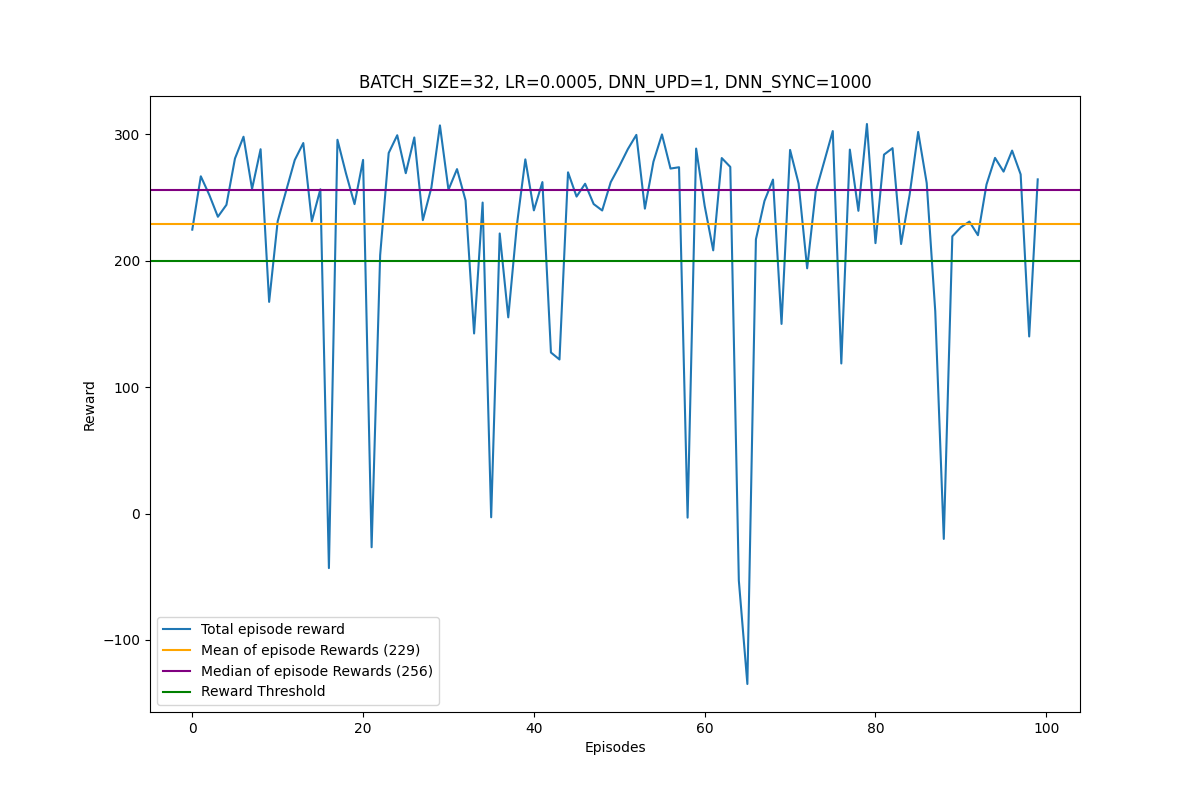 BATCH_SIZE=32, LR=0.0005, DNN_UPD=1, DNN_SYNC=1000
300
200
100
0
−100
Reward
Total episode reward
Mean of episode Rewards (229)
Median of episode Rewards (256)
Reward Threshold
0 20 40 60 80 100
Episodes